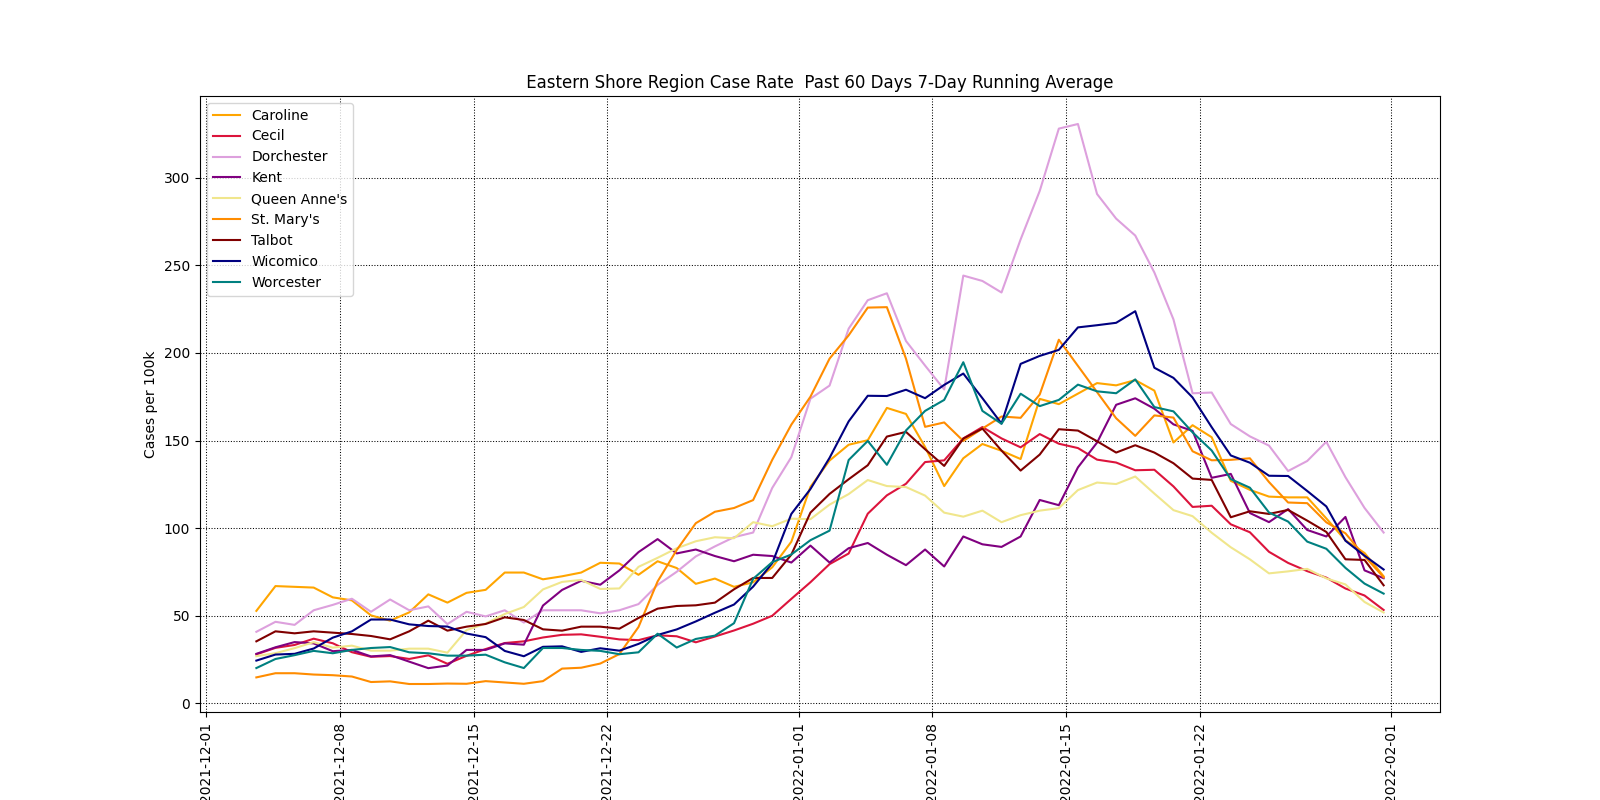 Eastern Shore Region Case Rate  Past 60 Days 7-Day Running Average
Caroline
Cecil
Dorchester
Kent
Queen Anne's
St. Mary's
Talbot
Wicomico
Worcester
Cases per 100k
300
250
200
150
100
50
0
2021-12-01
2021-12-08
2021-12-15
2021-12-22
2022-01-01
2022-01-08
2022-01-15
2022-01-22
2022-02-01